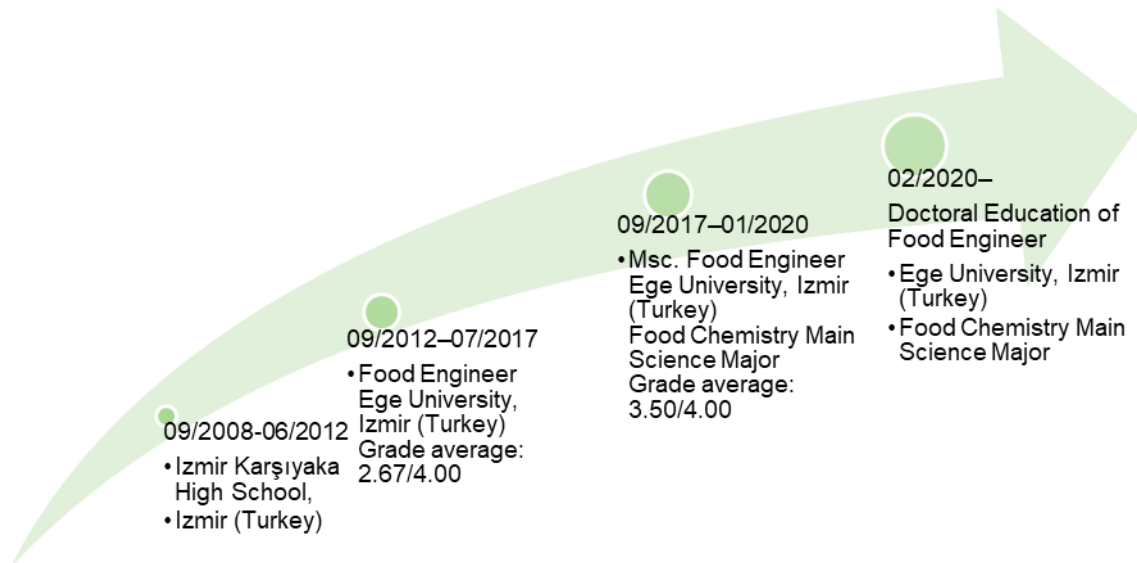 09/2008-06/2012
•Izmir Karşıyaka
High School,
•Izmir (Turkey)
09/2012–07/2017
•Food Engineer
Ege University,
Izmir (Turkey)
Grade average:
2.67/4.00
09/2017–01/2020
•Msc. Food Engineer
Ege University, Izmir
(Turkey)
Food Chemistry Main
Science Major
Grade average:
3.50/4.00
02/2020–
Doctoral Education of
Food Engineer
•Ege University, Izmir
(Turkey)
•Food Chemistry Main
Science Major